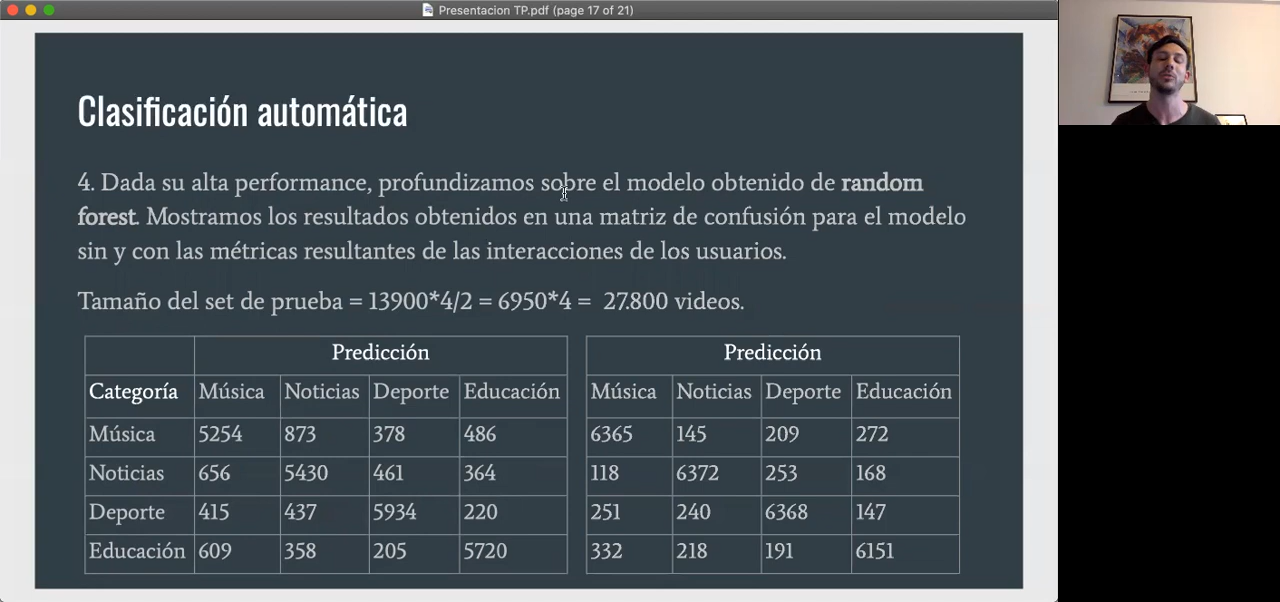 Presentacion TP.pdf (page 17 of 21)
Clasificación automática
4. Dada su alta performance, profundizamos sobre el modelo obtenido de random
forest. Mostramos los resultados obtenidos en una matriz de confusión para el modelo
sin y con las métricas resultantes de las interacciones de los usuarios.
Tamaño del set de prueba = 13900*4/2 = 6950*4 = 27.800 videos.
Predicción Predicción
Categoría Música Noticias Deporte Educación Música Noticias Deporte Educación
Música 5254 873 378 486 6365 145 209 272
Noticias 656 5430 461 364 118 6372 253 168
Deporte 415 437 5934 220 251 240 6368 147
Educación 609 358 205 5720 332 218 191 6151